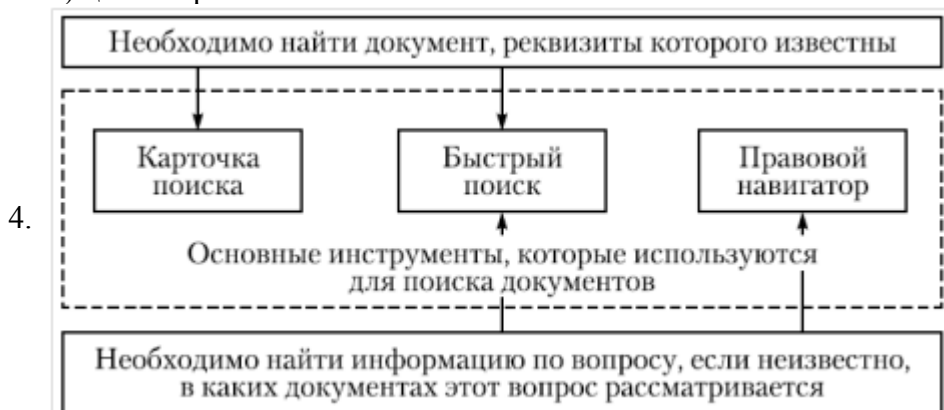 Необходимо найти документ, реквизиты которого известны
Карточка
поиска
Быстрый
поиск
Правовой
навигатор
4.
Основные инструменты, которые используются
для поиска документов
Необходимо найти информацию по вопросу, если неизвестно,
в каких документах этот вопрос рассматривается